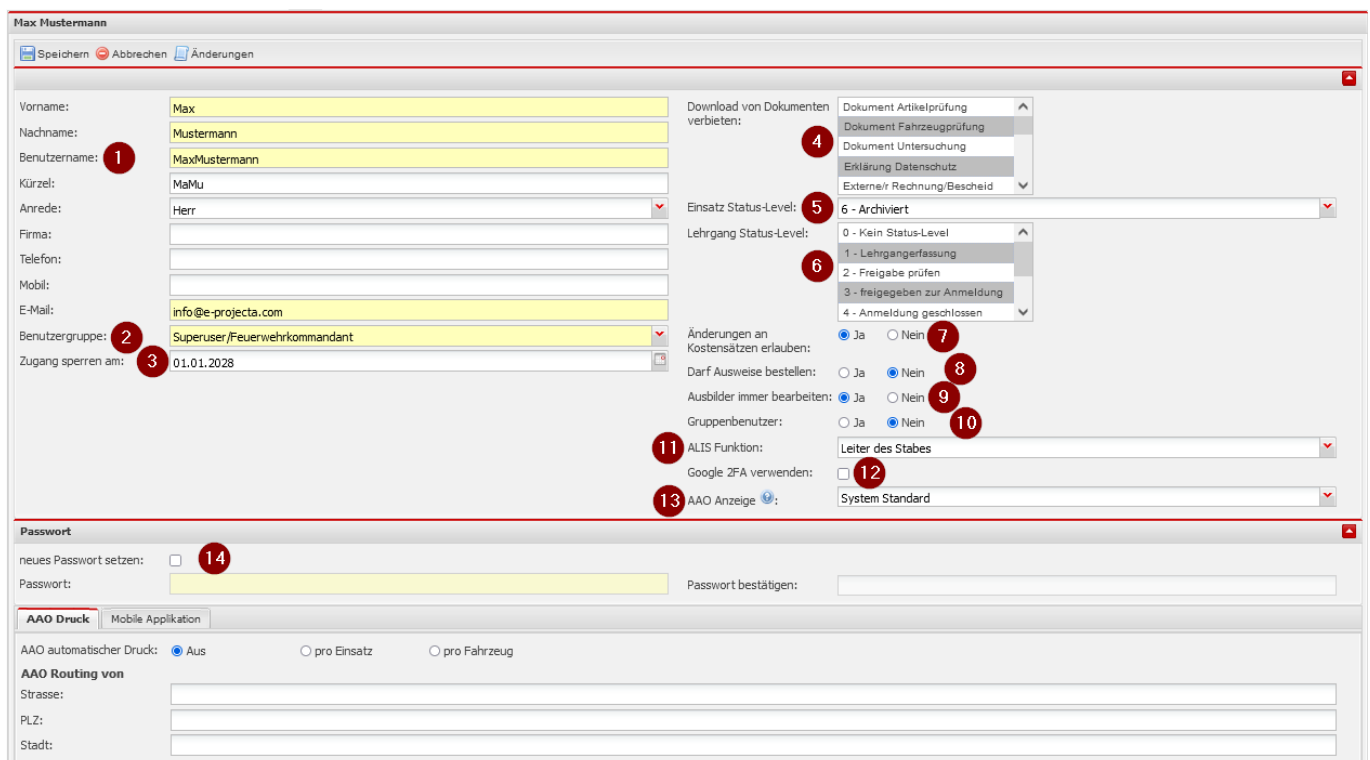 Max Mustermann
Speichern Abbrechen Änderungen
Vorname: Max
Nachname: Mustermann
Benutzername: 1 MaxMustermann
Kürzel: MaMu
Anrede: Herr
Firma:
Telefon:
Mobil:
E-Mail: info@e-projecta.com
Benutzergruppe: 2 Superuser/Feuerwehrkommandant
Zugang sperren am: 3 01.01.2028
Download von Dokumenten
verbieten:
4
Dokument Artikelprüfung
Dokument Fahrzeugprüfung
Dokument Untersuchung
Erklärung Datenschutz
Externe/r Rechnung/Bescheid
Einsatz Status-Level: 5 6 - Archiviert
Lehrgang Status-Level:
6
0 - Kein Status-Level
1 - Lehrgangerfassung
2 - Freigabe prüfen
3 - freigegeben zur Anmeldung
4 - Anmeldung geschlossen
Änderungen an
Kostensätzen erlauben:
Ja Nein 7
Darf Ausweise bestellen: Ja Nein 8
Ausbilder immer bearbeiten: Ja Nein 9
Gruppenbenutzer: Ja Nein 10
11 ALIS Funktion: Leiter des Stabes
Google 2FA verwenden: 12
13 AAO Anzeige ?: System Standard
Passwort
neues Passwort setzen: 14
Passwort: Passwort bestätigen:
AAO Druck Mobile Applikation
AAO automatischer Druck: Aus pro Einsatz pro Fahrzeug
AAO Routing von
Strasse:
PLZ:
Stadt: